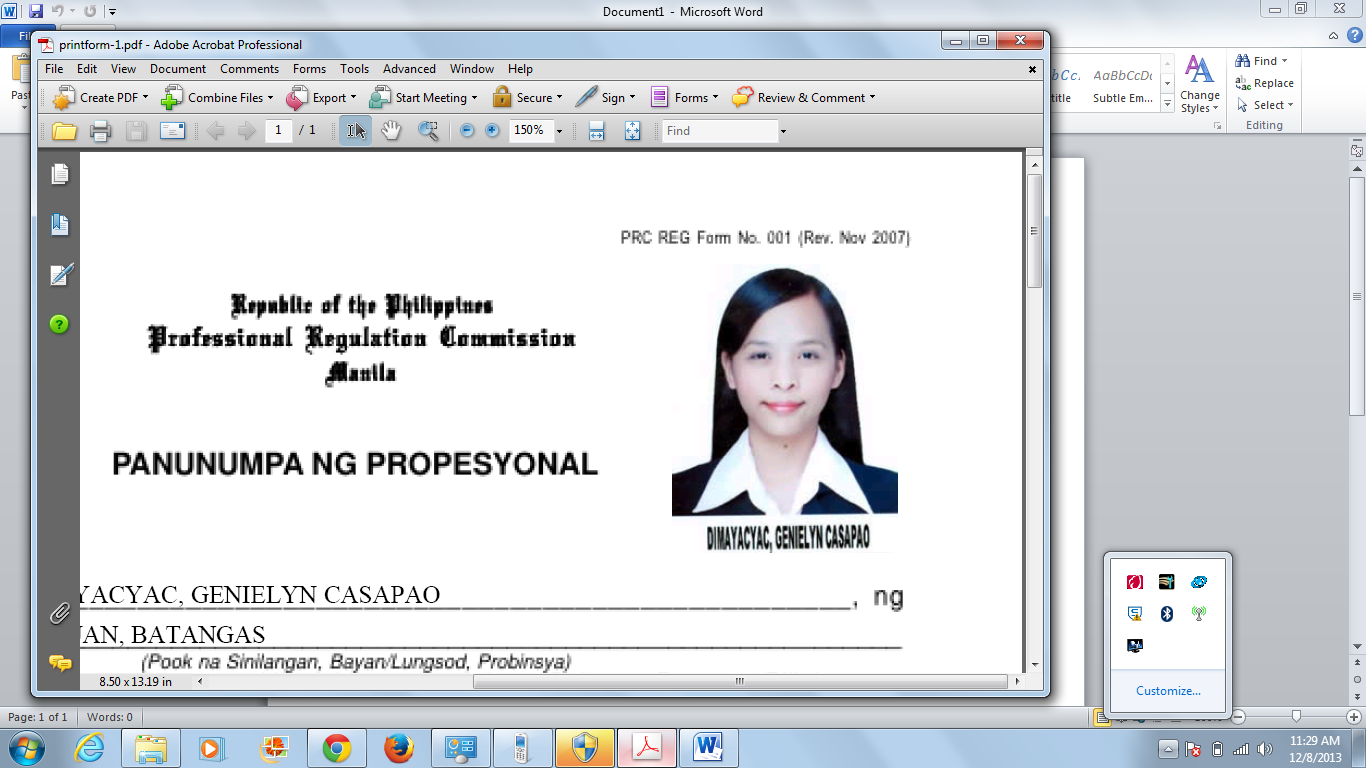 Document1 - Microsoft Word
printform-1.pdf - Adobe Acrobat Professional
File Edit View Document Comments Forms Tools Advanced Window Help
Create PDF Combine Files Export Start Meeting Secure Sign Forms Review & Comment
1 / 1 150% Find
AaBbCcDc
Subtle Em...
Change
Styles
Find
Replace
Select
Editing
PRC REG Form No. 001 (Rev. Nov 2007)
Republic of the Philippines
Professional Regulation Commission
Manila
PANUNUMPA NG PROPESYONAL
DIMAYACYAC, GENIELYN CASAPAO
YACYAC, GENIELYN CASAPAO, ng
JAN, BATANGAS
(Pook na Sinilangan, Bayan/Lungsod, Probinsya)
8.50 x 13.19 in
Customize...
Page: 1 of 1 Words: 0
11:29 AM
12/8/2013